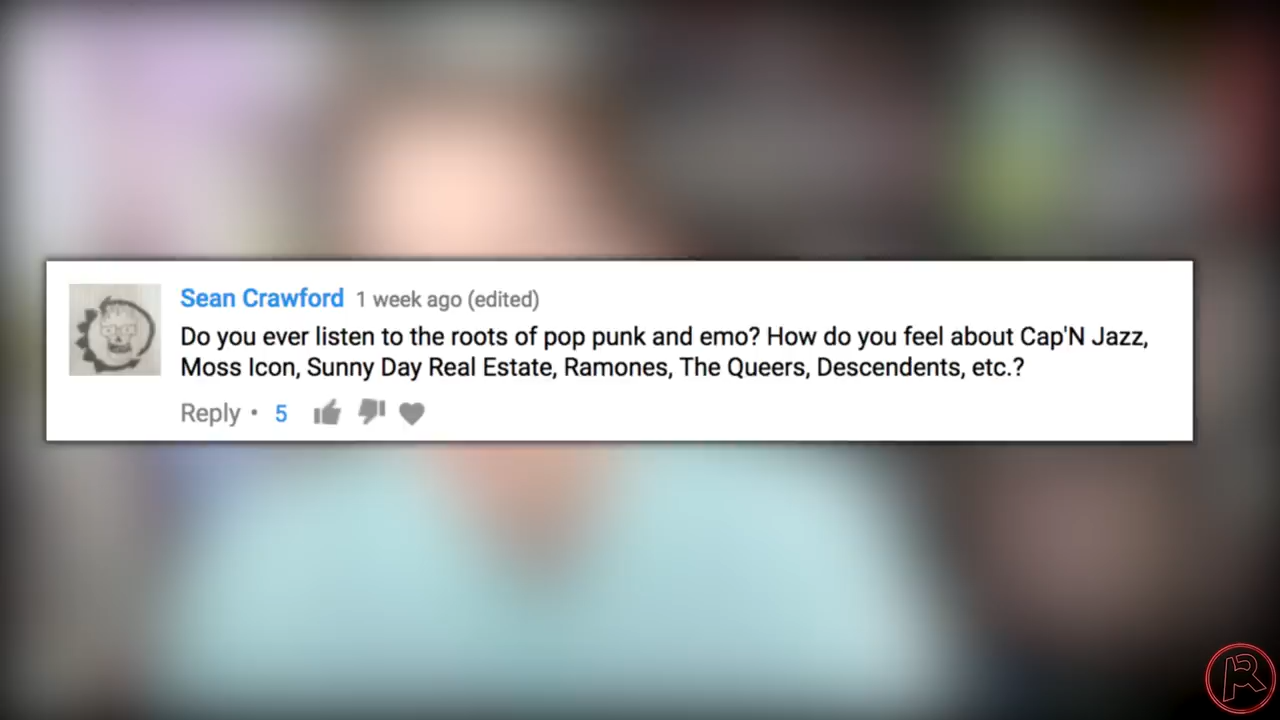 Sean Crawford 1 week ago (edited)
Do you ever listen to the roots of pop punk and emo? How do you feel about Cap'N Jazz,
Moss Icon, Sunny Day Real Estate, Ramones, The Queers, Descendents, etc.?
Reply • 5